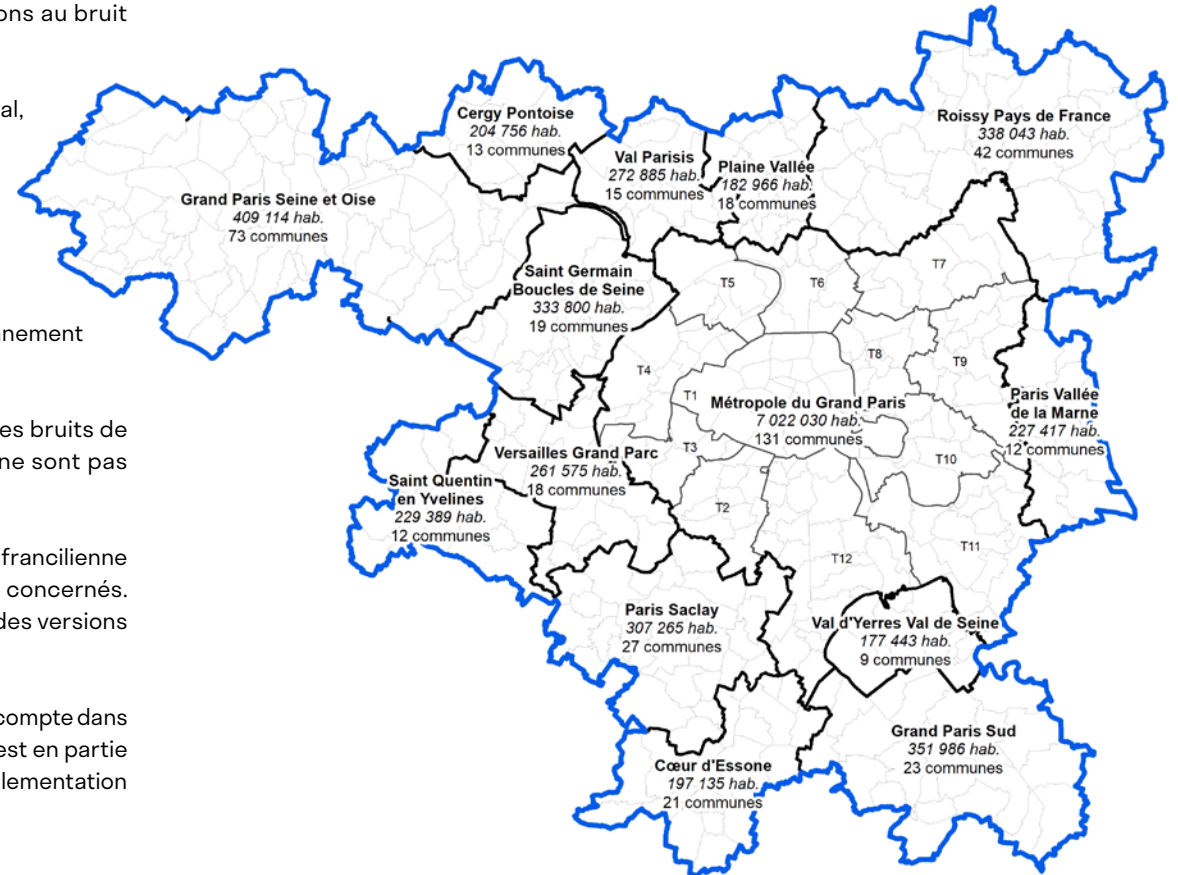 ons au bruit
al,
nnement
es bruits de
ne sont pas
francilienne
concernés.
des versions
compte dans
est en partie
lementation
Cergy Pontoise
204 756 hab.
13 communes
Roissy Pays de France
338 043 hab.
42 communes
Val Parisis
272 885 hab.
15 communes
Plaine Vallée
182 966 hab.
18 communes
Grand Paris Seine et Oise
409 114 hab.
73 communes
Saint Germain
Boucles de Seine
333 800 hab.
19 communes
T5
T6
T7
T4
T8
T9
T1
Métropole du Grand Paris
7 022 030 hab.
131 communes
Paris Vallée
de la Marne
227 417 hab.
12 communes
T3
T10
Versailles Grand Parc
261 575 hab.
18 communes
Saint Quentin
en Yvelines
229 389 hab.
12 communes
T2
T11
T12
Paris Saclay
307 265 hab.
27 communes
Val d'Yerres Val de Seine
177 443 hab.
9 communes
Grand Paris Sud
351 986 hab.
23 communes
Cœur d'Essone
197 135 hab.
21 communes